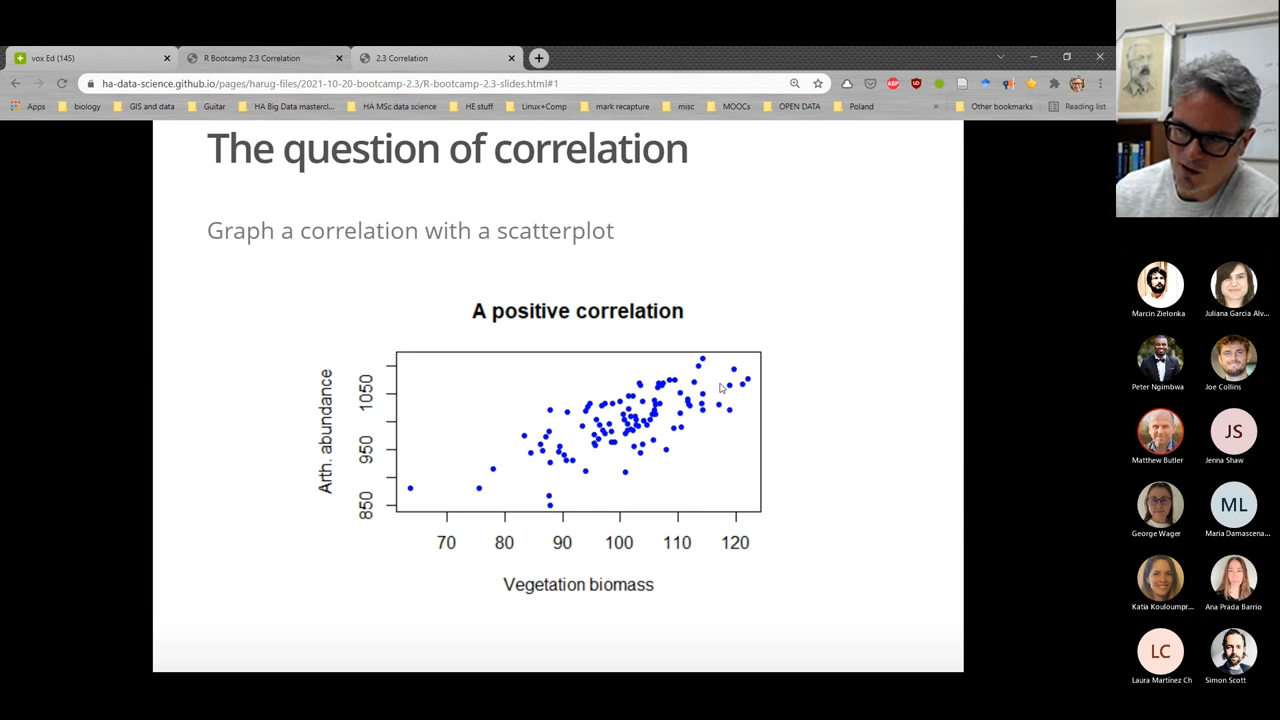 vox Ed (145)
R Bootcamp 2.3 Correlation
2.3 Correlation
ha-data-science.github.io/pages/harug-files/2021-10-20-bootcamp-2.3/R-bootcamp-2.3-slides.html#1
Apps
biology
GIS and data
Guitar
HA Big Data mastercl...
HA MSc data science
HE stuff
Linux+Comp
mark recapture
misc
MOOCs
OPEN DATA
Poland
»
Other bookmarks
Reading list
The question of correlation
Graph a correlation with a scatterplot
A positive correlation
Arth. abundance
1050
950
850
70 80 90 100 110 120
Vegetation biomass
Marcin Zielonka
Juliana Garcia Alv...
Peter Ngimbwa
Joe Collins
JS
Matthew Butler
Jenna Shaw
ML
George Wager
Maria Damascena...
Katia Kouloumpr...
Ana Prada Barrio
LC
Laura Martínez Ch
Simon Scott